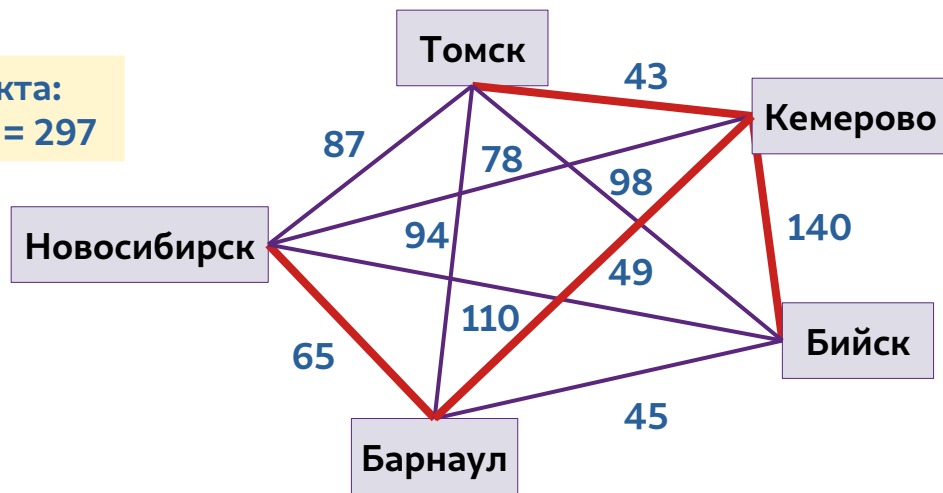 Томск
43
кта:
= 297
Кемерово
87
78
98
94
140
Новосибирск
49
110
65
Бийск
45
Барнаул